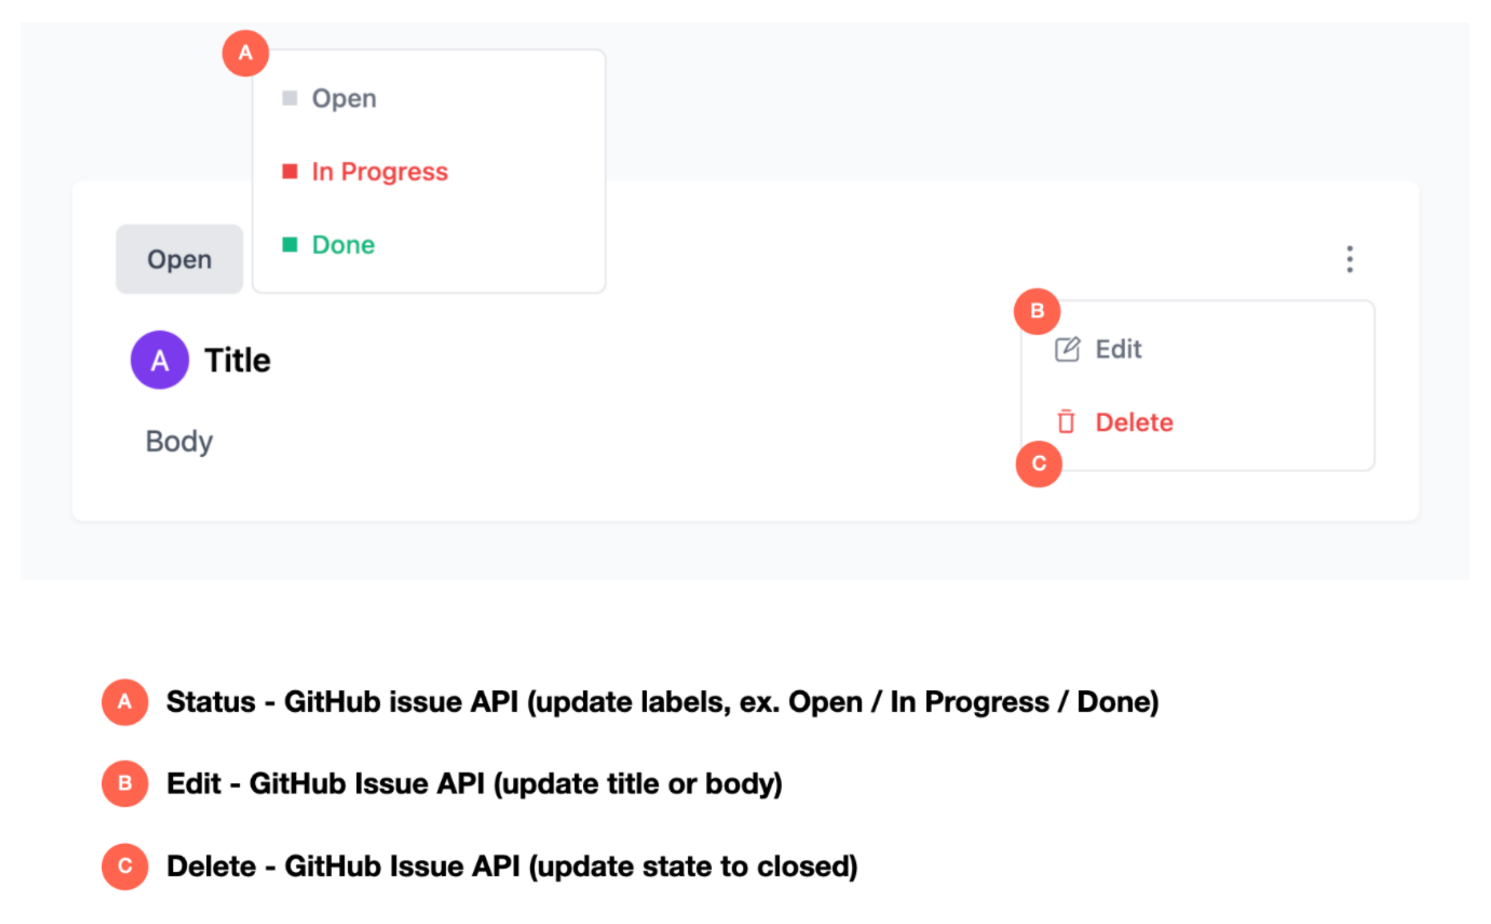 A
Open
In Progress
Done
Open
B
Edit
A Title
Delete
Body
C
A Status - GitHub issue API (update labels, ex. Open / In Progress / Done)
B Edit - GitHub Issue API (update title or body)
C Delete - GitHub Issue API (update state to closed)